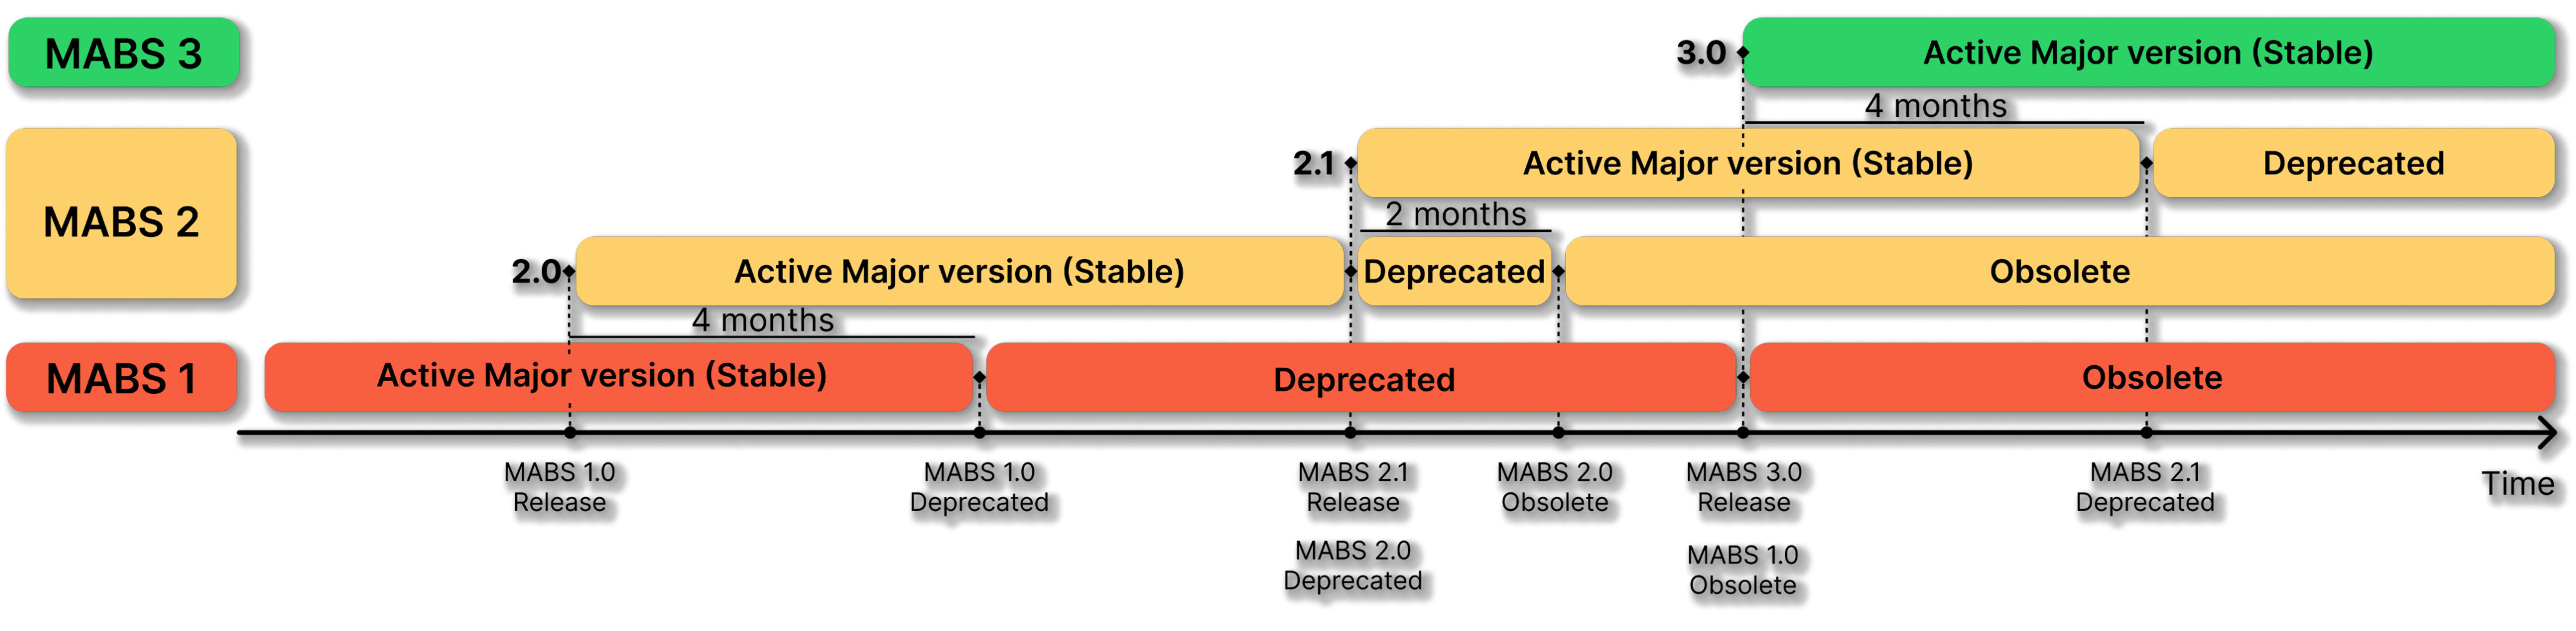 MABS 3
3.0
Active Major version (Stable)
4 months
MABS 2
2.1
Active Major version (Stable)
Deprecated
2 months
2.0
Active Major version (Stable)
Deprecated
Obsolete
4 months
MABS 1
Active Major version (Stable)
Deprecated
Obsolete
MABS 1.0
Release
MABS 1.0
Deprecated
MABS 2.1
Release
MABS 2.0
Deprecated
MABS 2.0
Obsolete
MABS 3.0
Release
MABS 1.0
Obsolete
MABS 2.1
Deprecated
Time